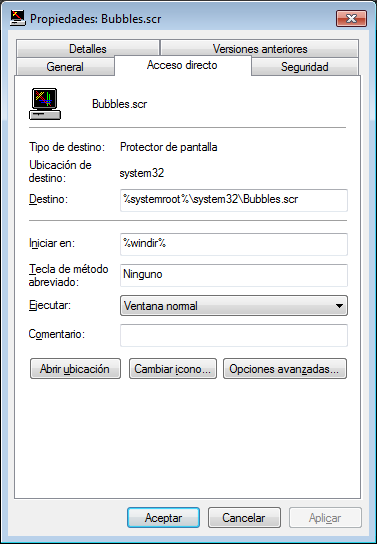 Propiedades: Bubbles.scr
Detalles
Versiones anteriores
General
Acceso directo
Seguridad
Bubbles.scr
Tipo de destino: Protector de pantalla
Ubicación de
destino: system32
Destino: %systemroot%\system32\Bubbles.scr
Iniciar en: %windir%
Tecla de método
abreviado: Ninguno
Ejecutar: Ventana normal
Comentario:
Abrir ubicación
Cambiar icono...
Opciones avanzadas...
Aceptar
Cancelar
Aplicar